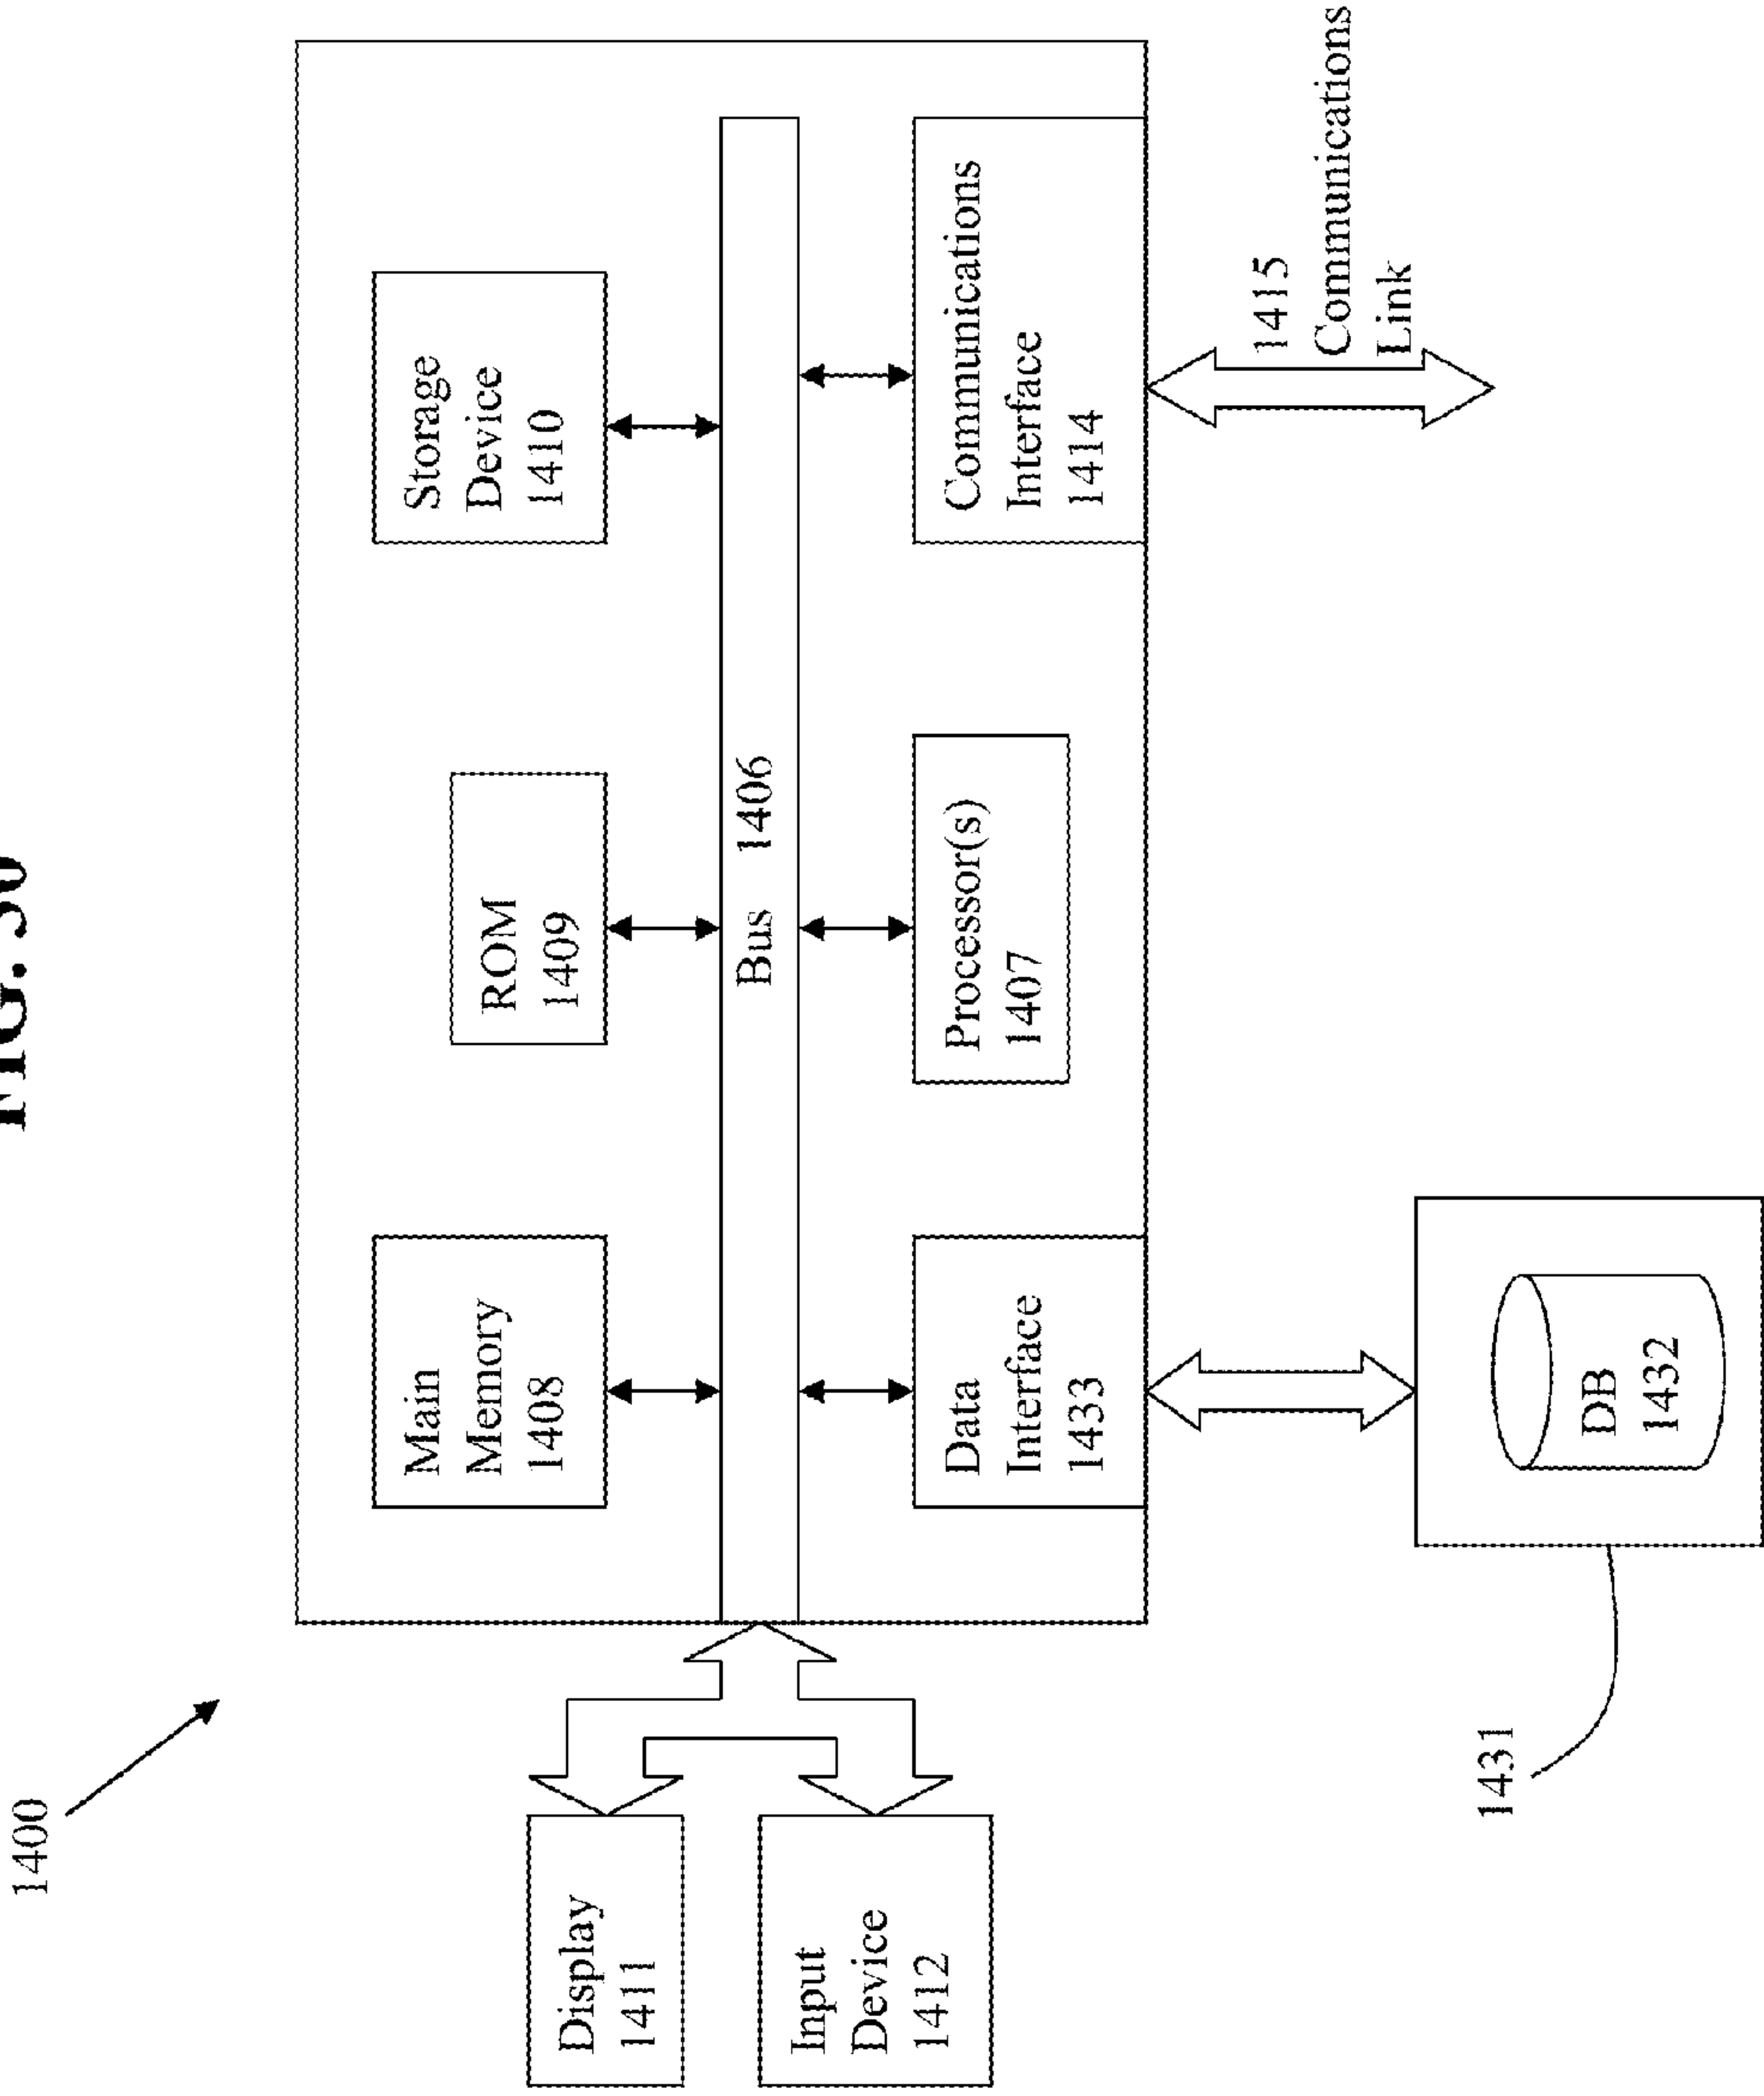 FIG.
1400
Main
Memory
1408
ROM
1409
Storage
Device
1410
Display
1411
Bus 1406
Input
Device
1412
Data
Interface
1433
Processor(s)
1407
Communications
Interface
1414
1415
Communications
Link
1431
DB
1432